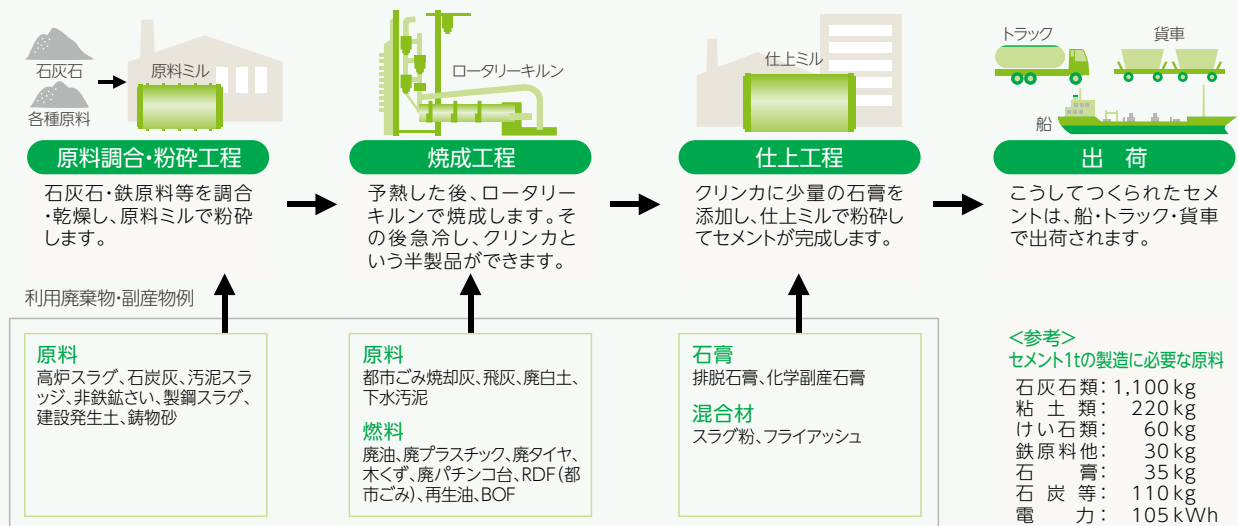 石灰石
各種原料
原料ミル
ロータリーキルン
仕上ミル
トラック
貨車
船
原料調合・粉砕工程
石灰石・鉄原料等を調合
・乾燥し、原料ミルで粉砕
します。
焼成工程
予熱した後、ロータリー
キルンで焼成します。そ
の後急冷し、クリンカと
いう半製品ができます。
仕上工程
クリンカに少量の石膏を
添加し、仕上ミルで粉砕し
てセメントが完成します。
出 荷
こうしてつくられたセメ
ントは、船・トラック・貨車
で出荷されます。
利用廃棄物・副産物例
原料
高炉スラグ、石炭灰、汚泥スラ
ッジ、非鉄鉱さい、製鋼スラグ、
建設発生土、鋳物砂
原料
都市ごみ焼却灰、飛灰、廃白土、
下水汚泥
燃料
廃油、廃プラスチック、廃タイヤ、
木くず、廃パチンコ台、RDF(都
市ごみ)、再生油、BOF
石膏
排脱石膏、化学副産石膏
混合材
スラグ粉、フライアッシュ
<参考>
セメント1tの製造に必要な原料
石灰石類：1,100kg
粘土類：220kg
けい石類：60kg
鉄原料他：30kg
石膏：35kg
石炭等：110kg
電力：105kWh